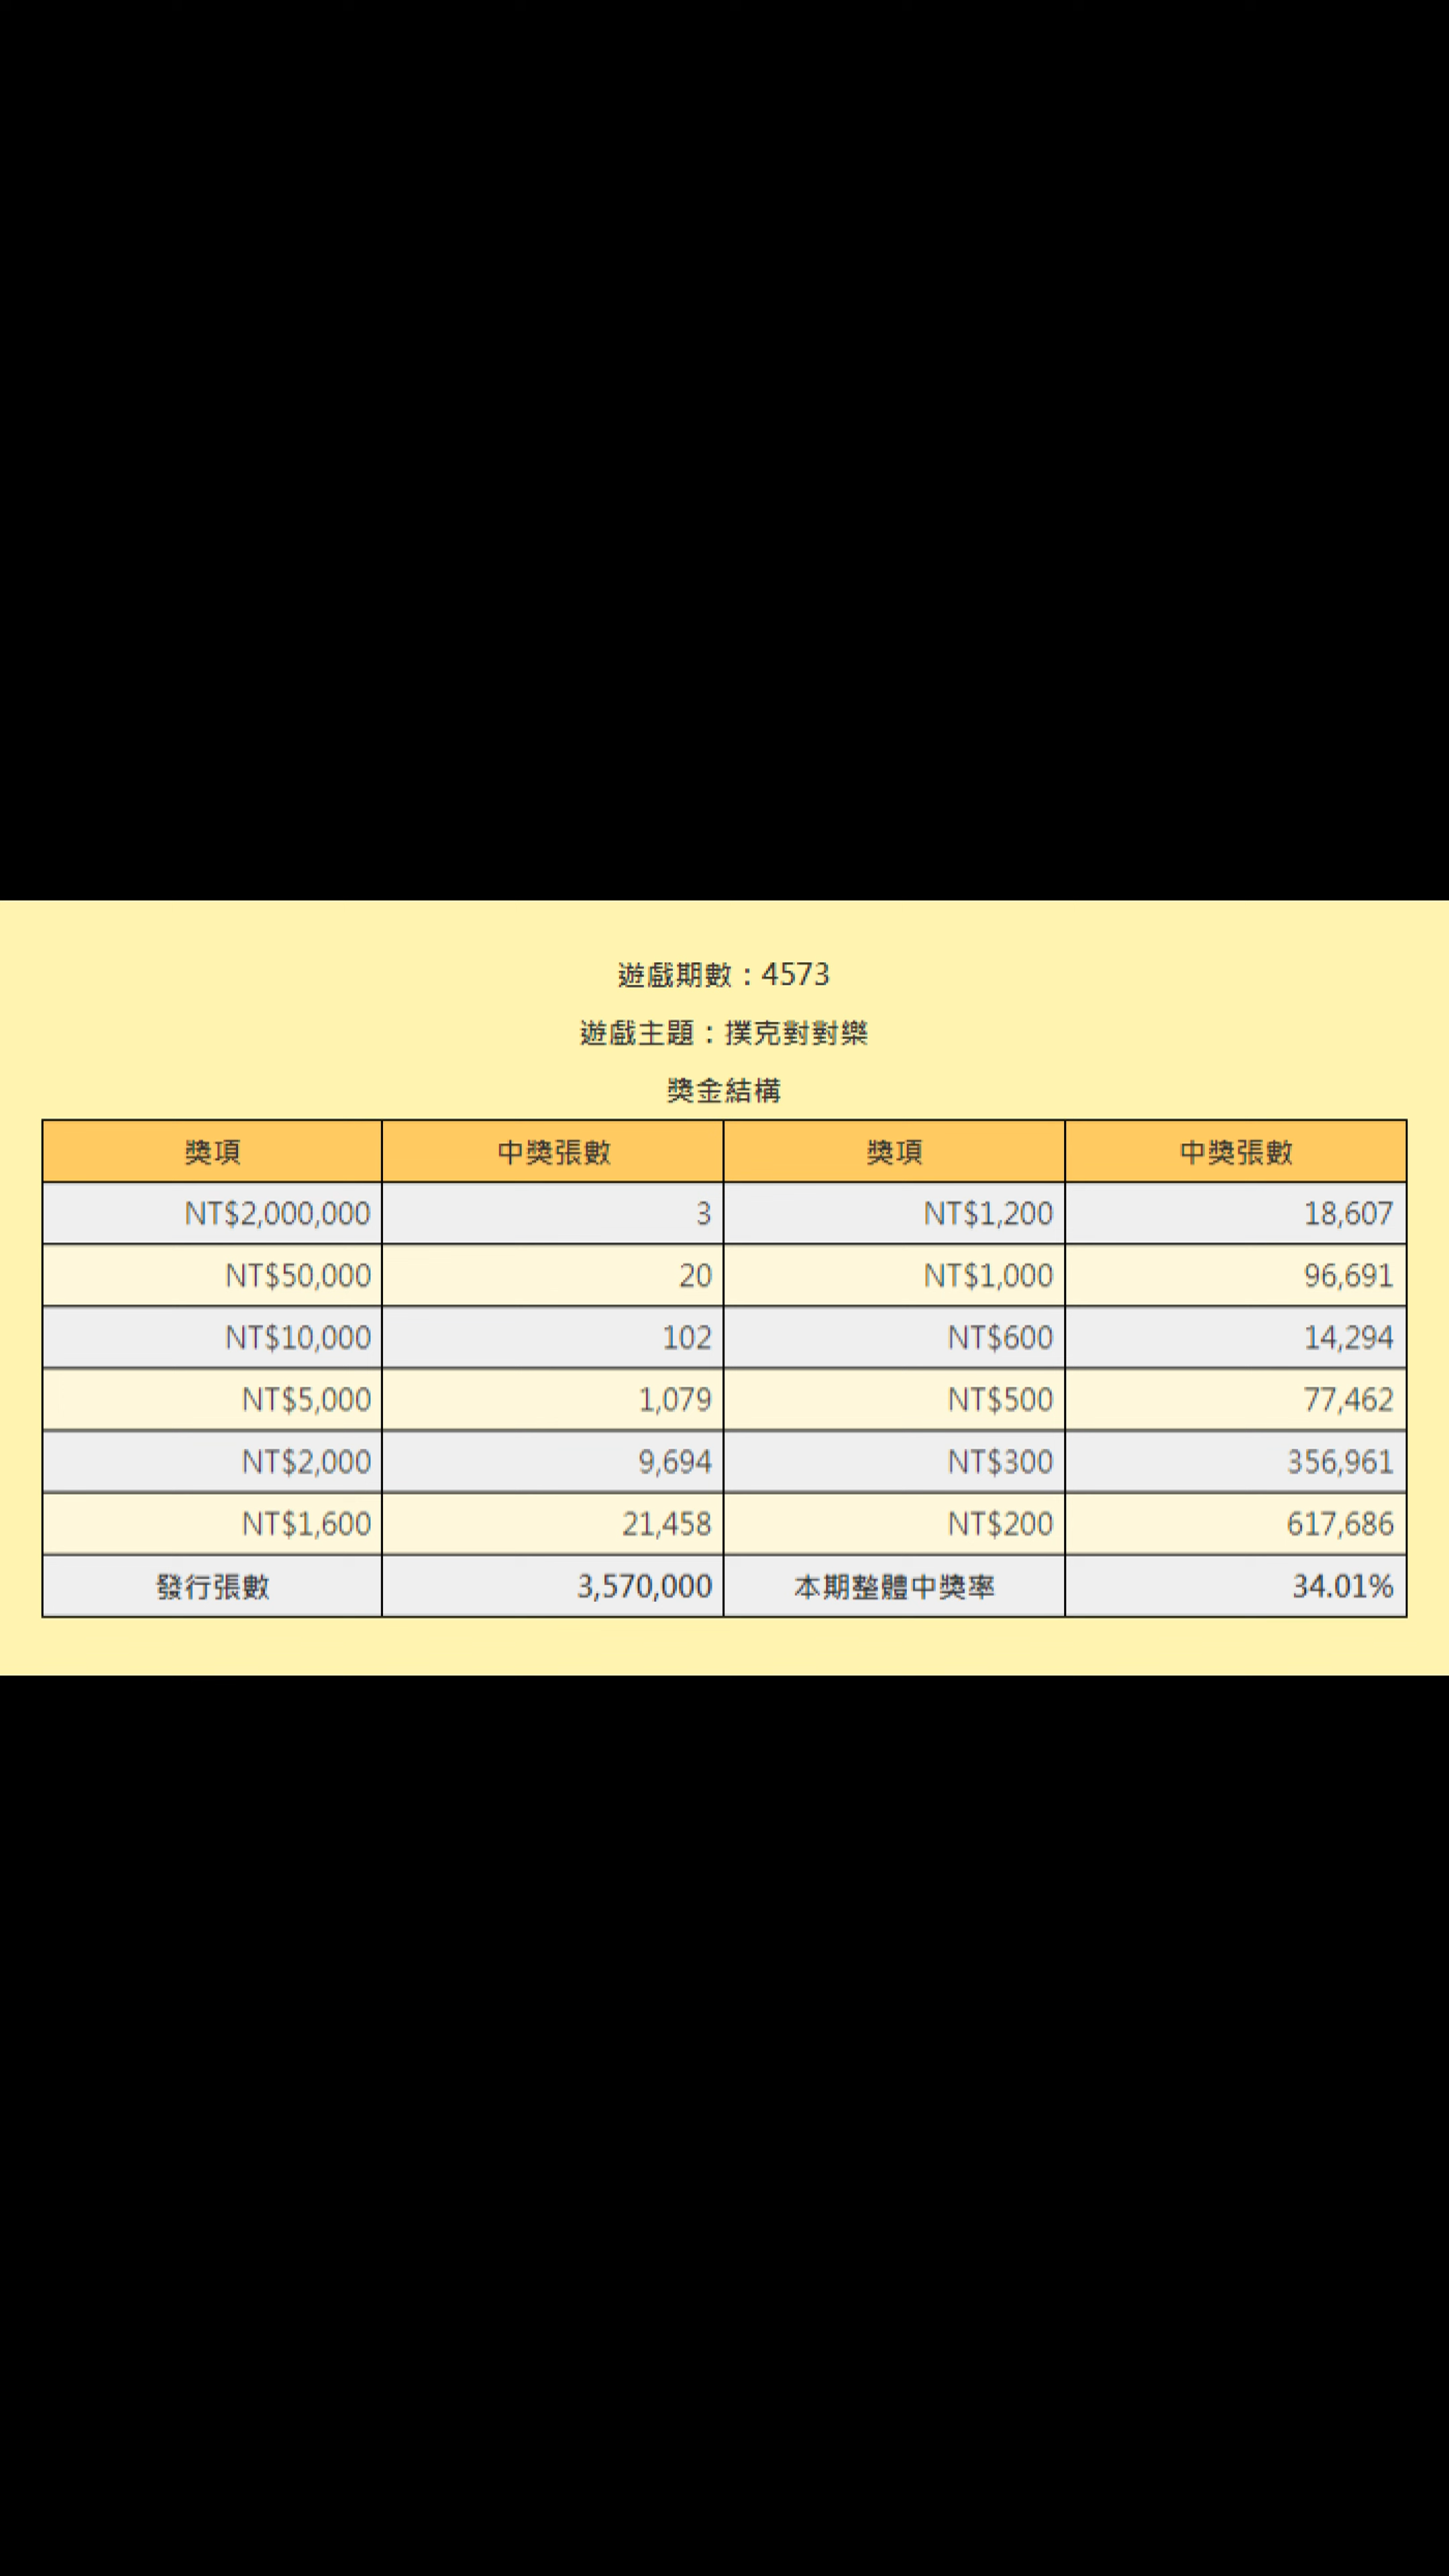 遊戲期數：4573
遊戲主題：撲克對對樂
獎金結構
獎項 中獎張數 獎項 中獎張數
NT$2,000,000 3 NT$1,200 18,607
NT$50,000 20 NT$1,000 96,691
NT$10,000 102 NT$600 14,294
NT$5,000 1,079 NT$500 77,462
NT$2,000 9,694 NT$300 356,961
NT$1,600 21,458 NT$200 617,686
發行張數 3,570,000 本期整體中獎率 34.01%